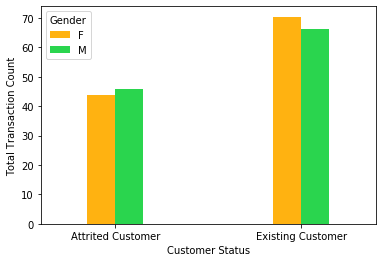 Gender
F
M
70
60
50
40
30
20
10
0
Total Transaction Count
Attrited Customer
Existing Customer
Customer Status